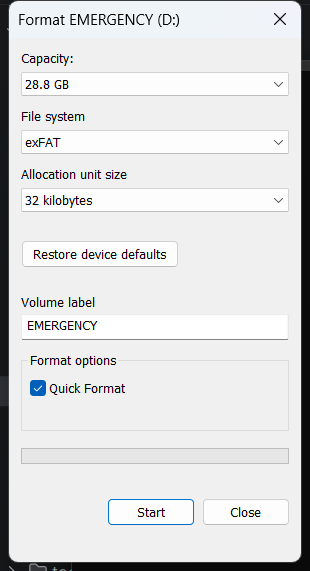 Format EMERGENCY (D:)
Capacity:
28.8 GB
File system
exFAT
Allocation unit size
32 kilobytes
Restore device defaults
Volume label
EMERGENCY
Format options
Quick Format
Start
Close